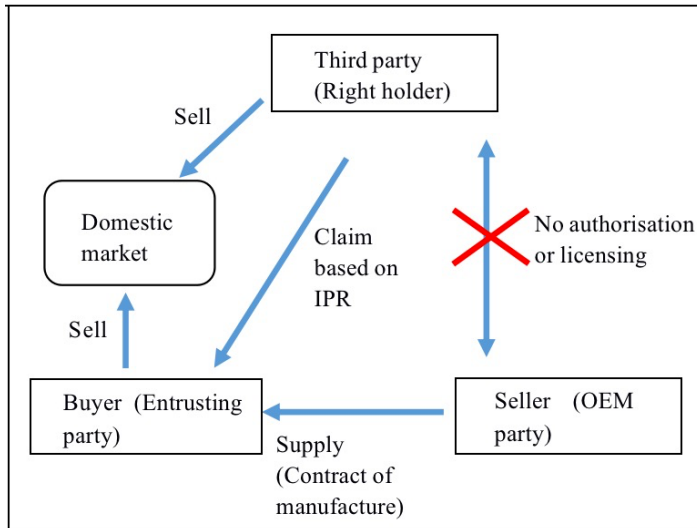 Third party
(Right holder)
Sell
Domestic
market
Claim
based on
IPR
No authorisation
or licensing
Sell
Buyer (Entrusting
party)
Seller (OEM
party)
Supply
(Contract of
manufacture)